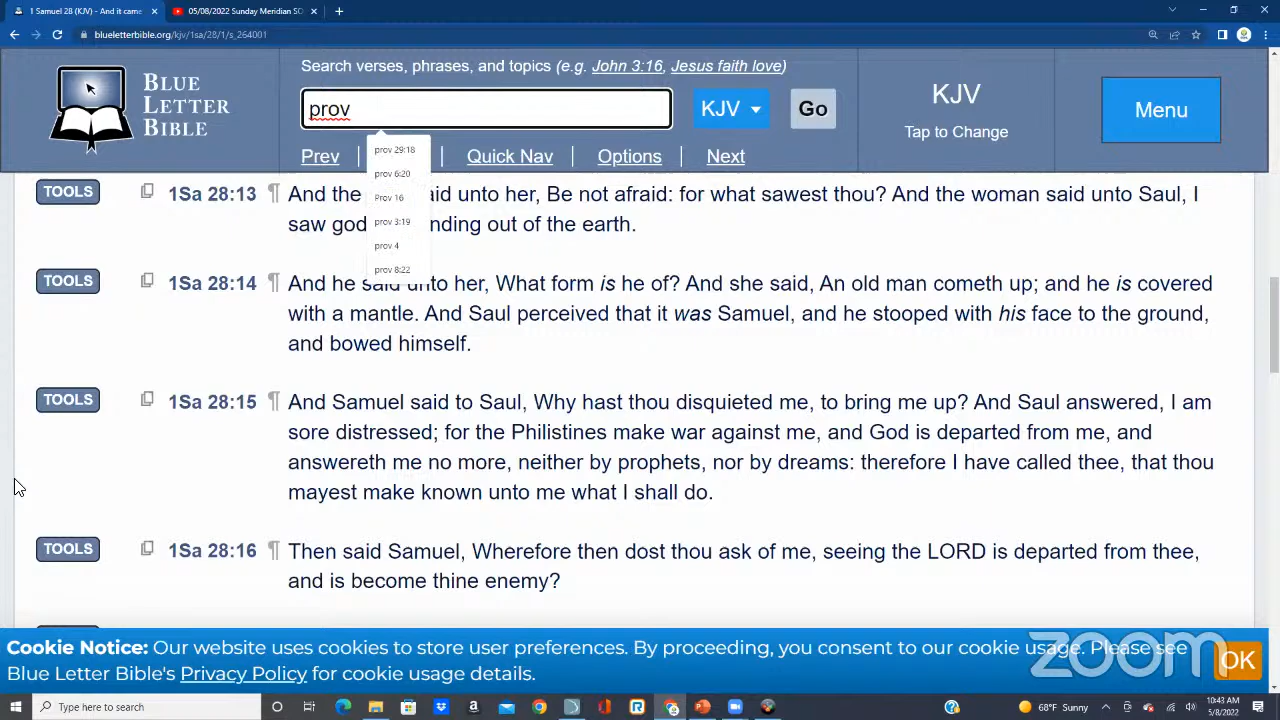 1 Samuel 28 (KJV) - And it came
05/08/2022 Sunday Meridian SO
blueletterbible.org/kjv/1sa/28/1/s_264001
Search verses, phrases, and topics (e.g. John 3:16, Jesus faith love)
BLUE
LETTER
BIBLE
prov
KJV
Go
KJV
Tap to Change
Menu
Prev
Quick Nav
Options
Next
prov 29:18
prov 6:20
Prov 16
prov 3:19
prov 4
prov 8:22
TOOLS 1Sa 28:13 ¶ And the aid unto her, Be not afraid: for what sawest thou? And the woman said unto Saul, I
saw god nding out of the earth.
TOOLS 1Sa 28:14 ¶ And he said unto her, What form is he of? And she said, An old man cometh up; and he is covered
with a mantle. And Saul perceived that it was Samuel, and he stooped with his face to the ground,
and bowed himself.
TOOLS 1Sa 28:15 ¶ And Samuel said to Saul, Why hast thou disquieted me, to bring me up? And Saul answered, I am
sore distressed; for the Philistines make war against me, and God is departed from me, and
answereth me no more, neither by prophets, nor by dreams: therefore I have called thee, that thou
mayest make known unto me what I shall do.
TOOLS 1Sa 28:16 ¶ Then said Samuel, Wherefore then dost thou ask of me, seeing the LORD is departed from thee,
and is become thine enemy?
Cookie Notice: Our website uses cookies to store user preferences. By proceeding, you consent to our cookie usage. Please see
Blue Letter Bible's Privacy Policy for cookie usage details.
OK
zoom
Type here to search
68°F Sunny
10:43 AM
5/8/2022